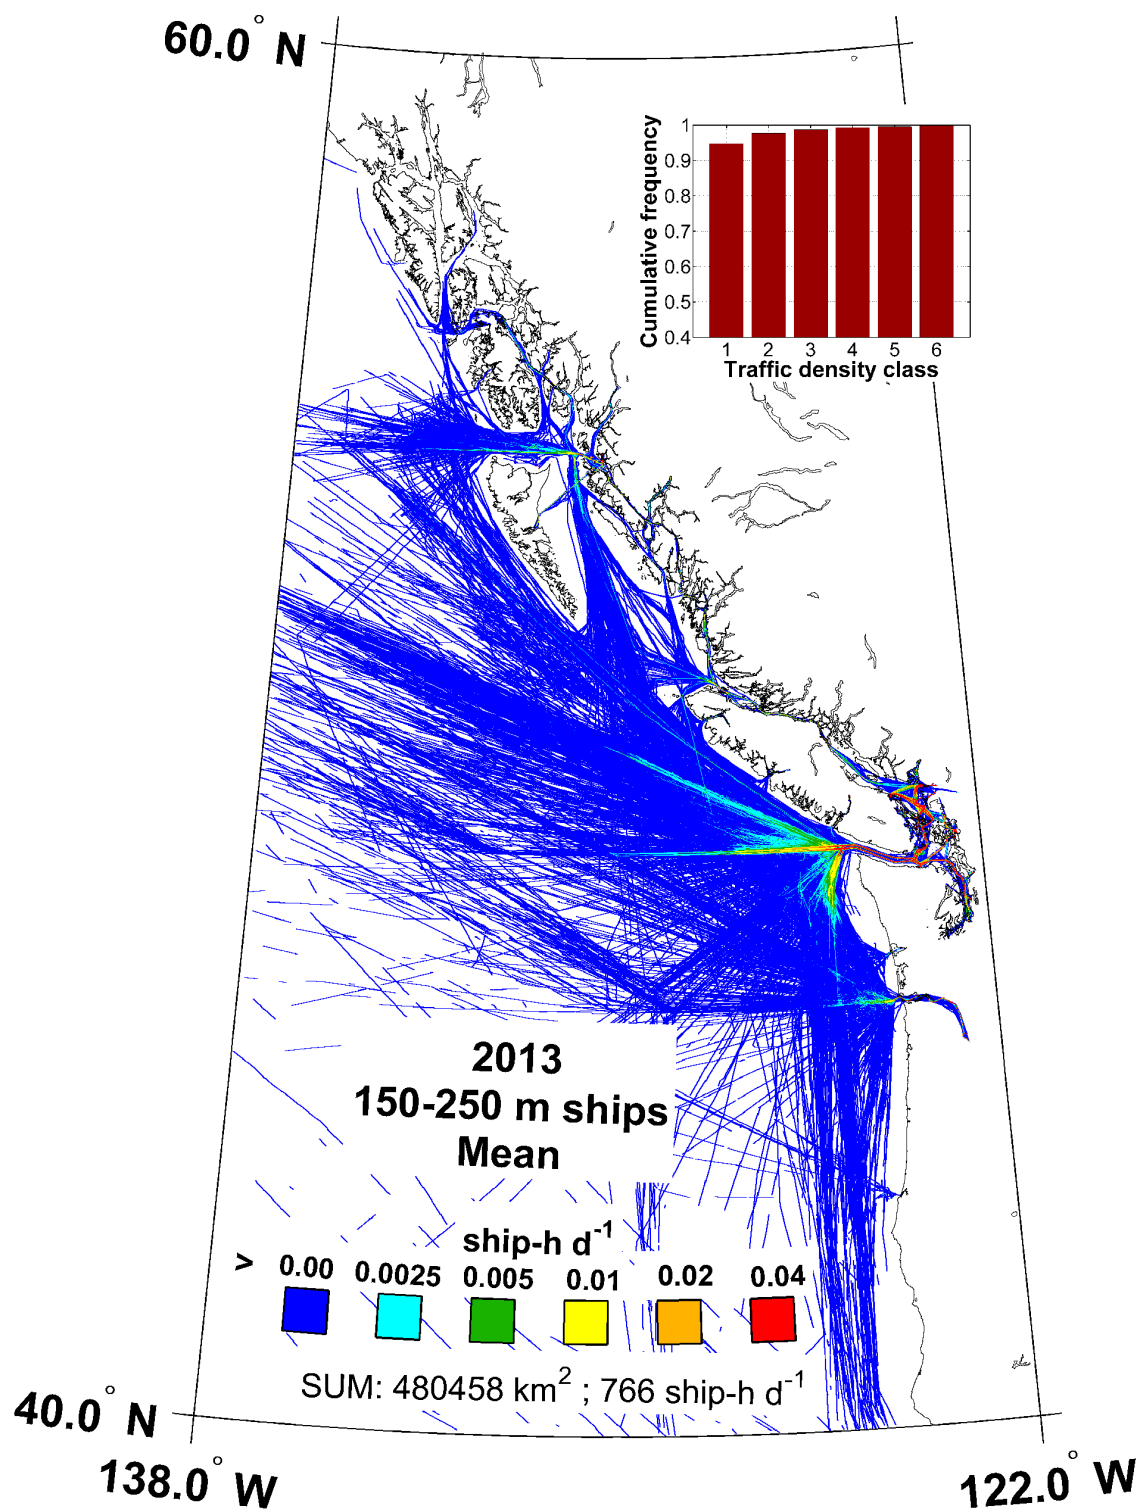 60.0° N
Cumulative frequency
1
0.9
0.8
0.7
0.6
0.5
0.4
1 2 3 4 5 6
Traffic density class
2013
150-250 m ships
Mean
ship-h d⁻¹
> 0.00 0.0025 0.005 0.01 0.02 0.04
SUM: 480458 km² ; 766 ship-h d⁻¹
40.0° N
138.0° W
122.0° W